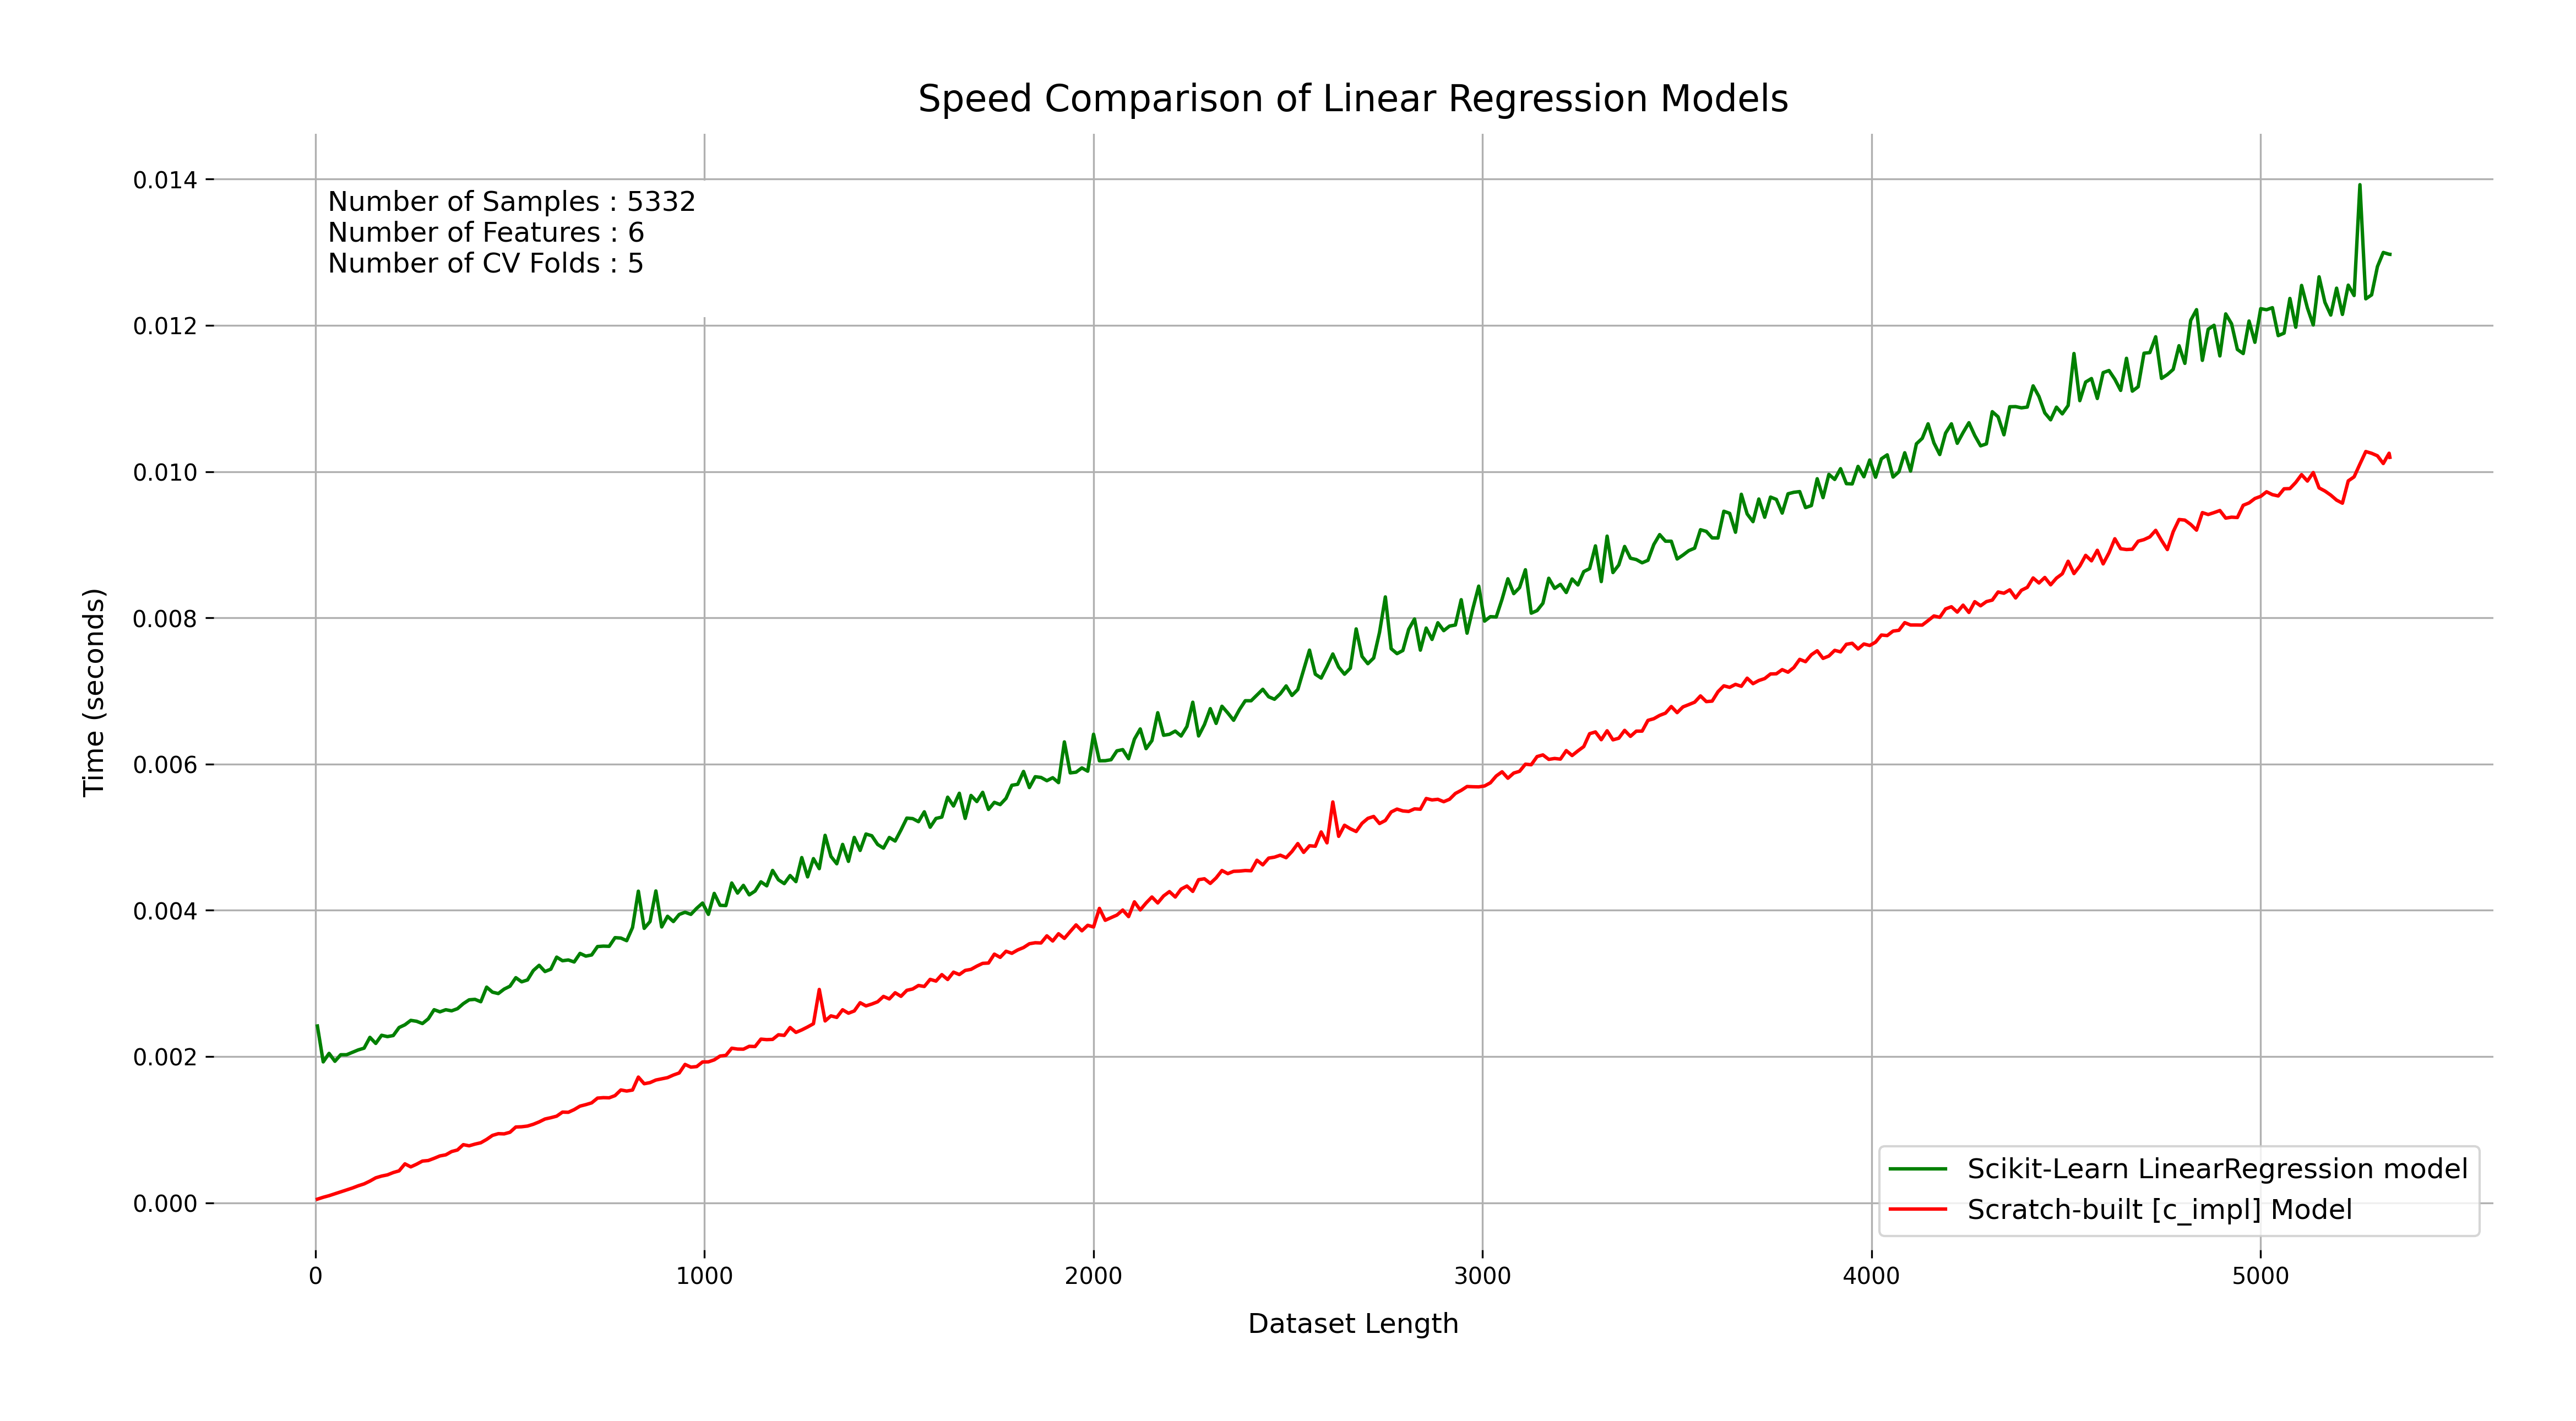 Speed Comparison of Linear Regression Models
Number of Samples : 5332
Number of Features : 6
Number of CV Folds : 5
0.014
0.012
0.010
0.008
0.006
0.004
0.002
0.000
Time (seconds)
Scikit-Learn LinearRegression model
Scratch-built [c_impl] Model
0 1000 2000 3000 4000 5000
Dataset Length